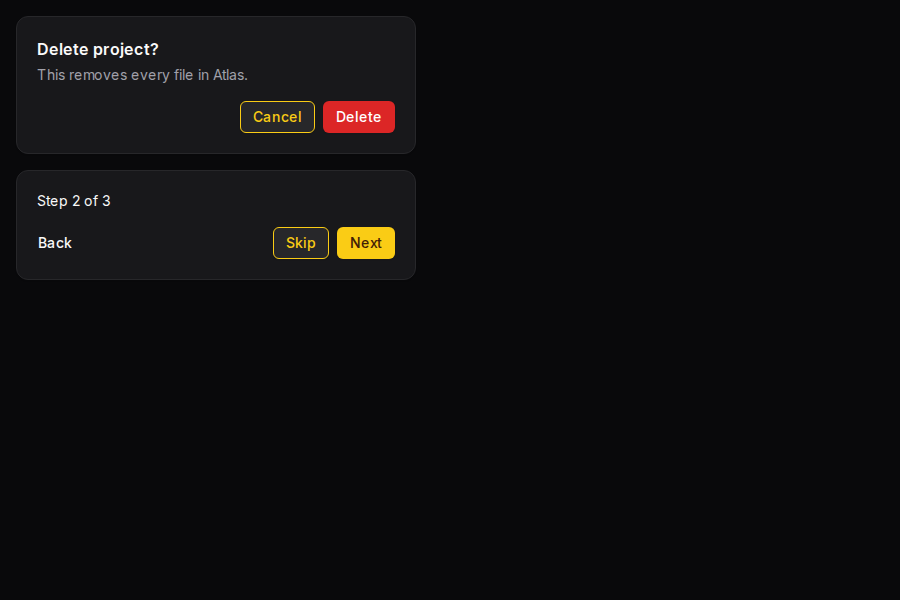 Delete project?
This removes every file in Atlas.
Cancel Delete
Step 2 of 3
Back Skip Next